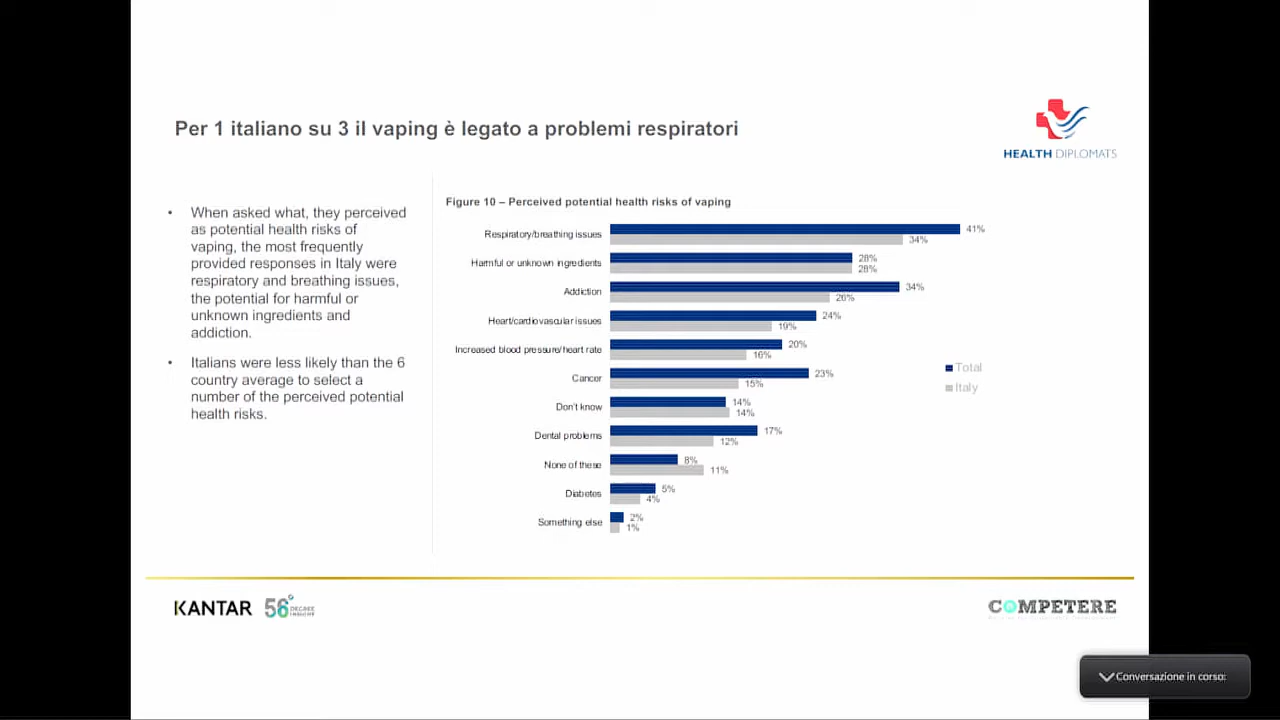 Per 1 italiano su 3 il vaping è legato a problemi respiratori
HEALTH DIPLOMATS
• When asked what, they perceived
as potential health risks of
vaping, the most frequently
provided responses in Italy were
respiratory and breathing issues,
the potential for harmful or
unknown ingredients and
addiction.
• Italians were less likely than the 6
country average to select a
number of the perceived potential
health risks.
Figure 10 – Perceived potential health risks of vaping
Respiratory/breathing issues 41%
34%
Harmful or unknown ingredients 28%
28%
Addiction 34%
26%
Heart/cardiovascular issues 24%
19%
Increased blood pressure/heart rate 20%
16%
Cancer 23%
15%
Don't know 14%
14%
Dental problems 17%
12%
None of these 8%
11%
Diabetes 5%
4%
Something else 2%
1%
Total
Italy
KANTAR
56
DEGREE
COMPETERE
Conversazione in corso: